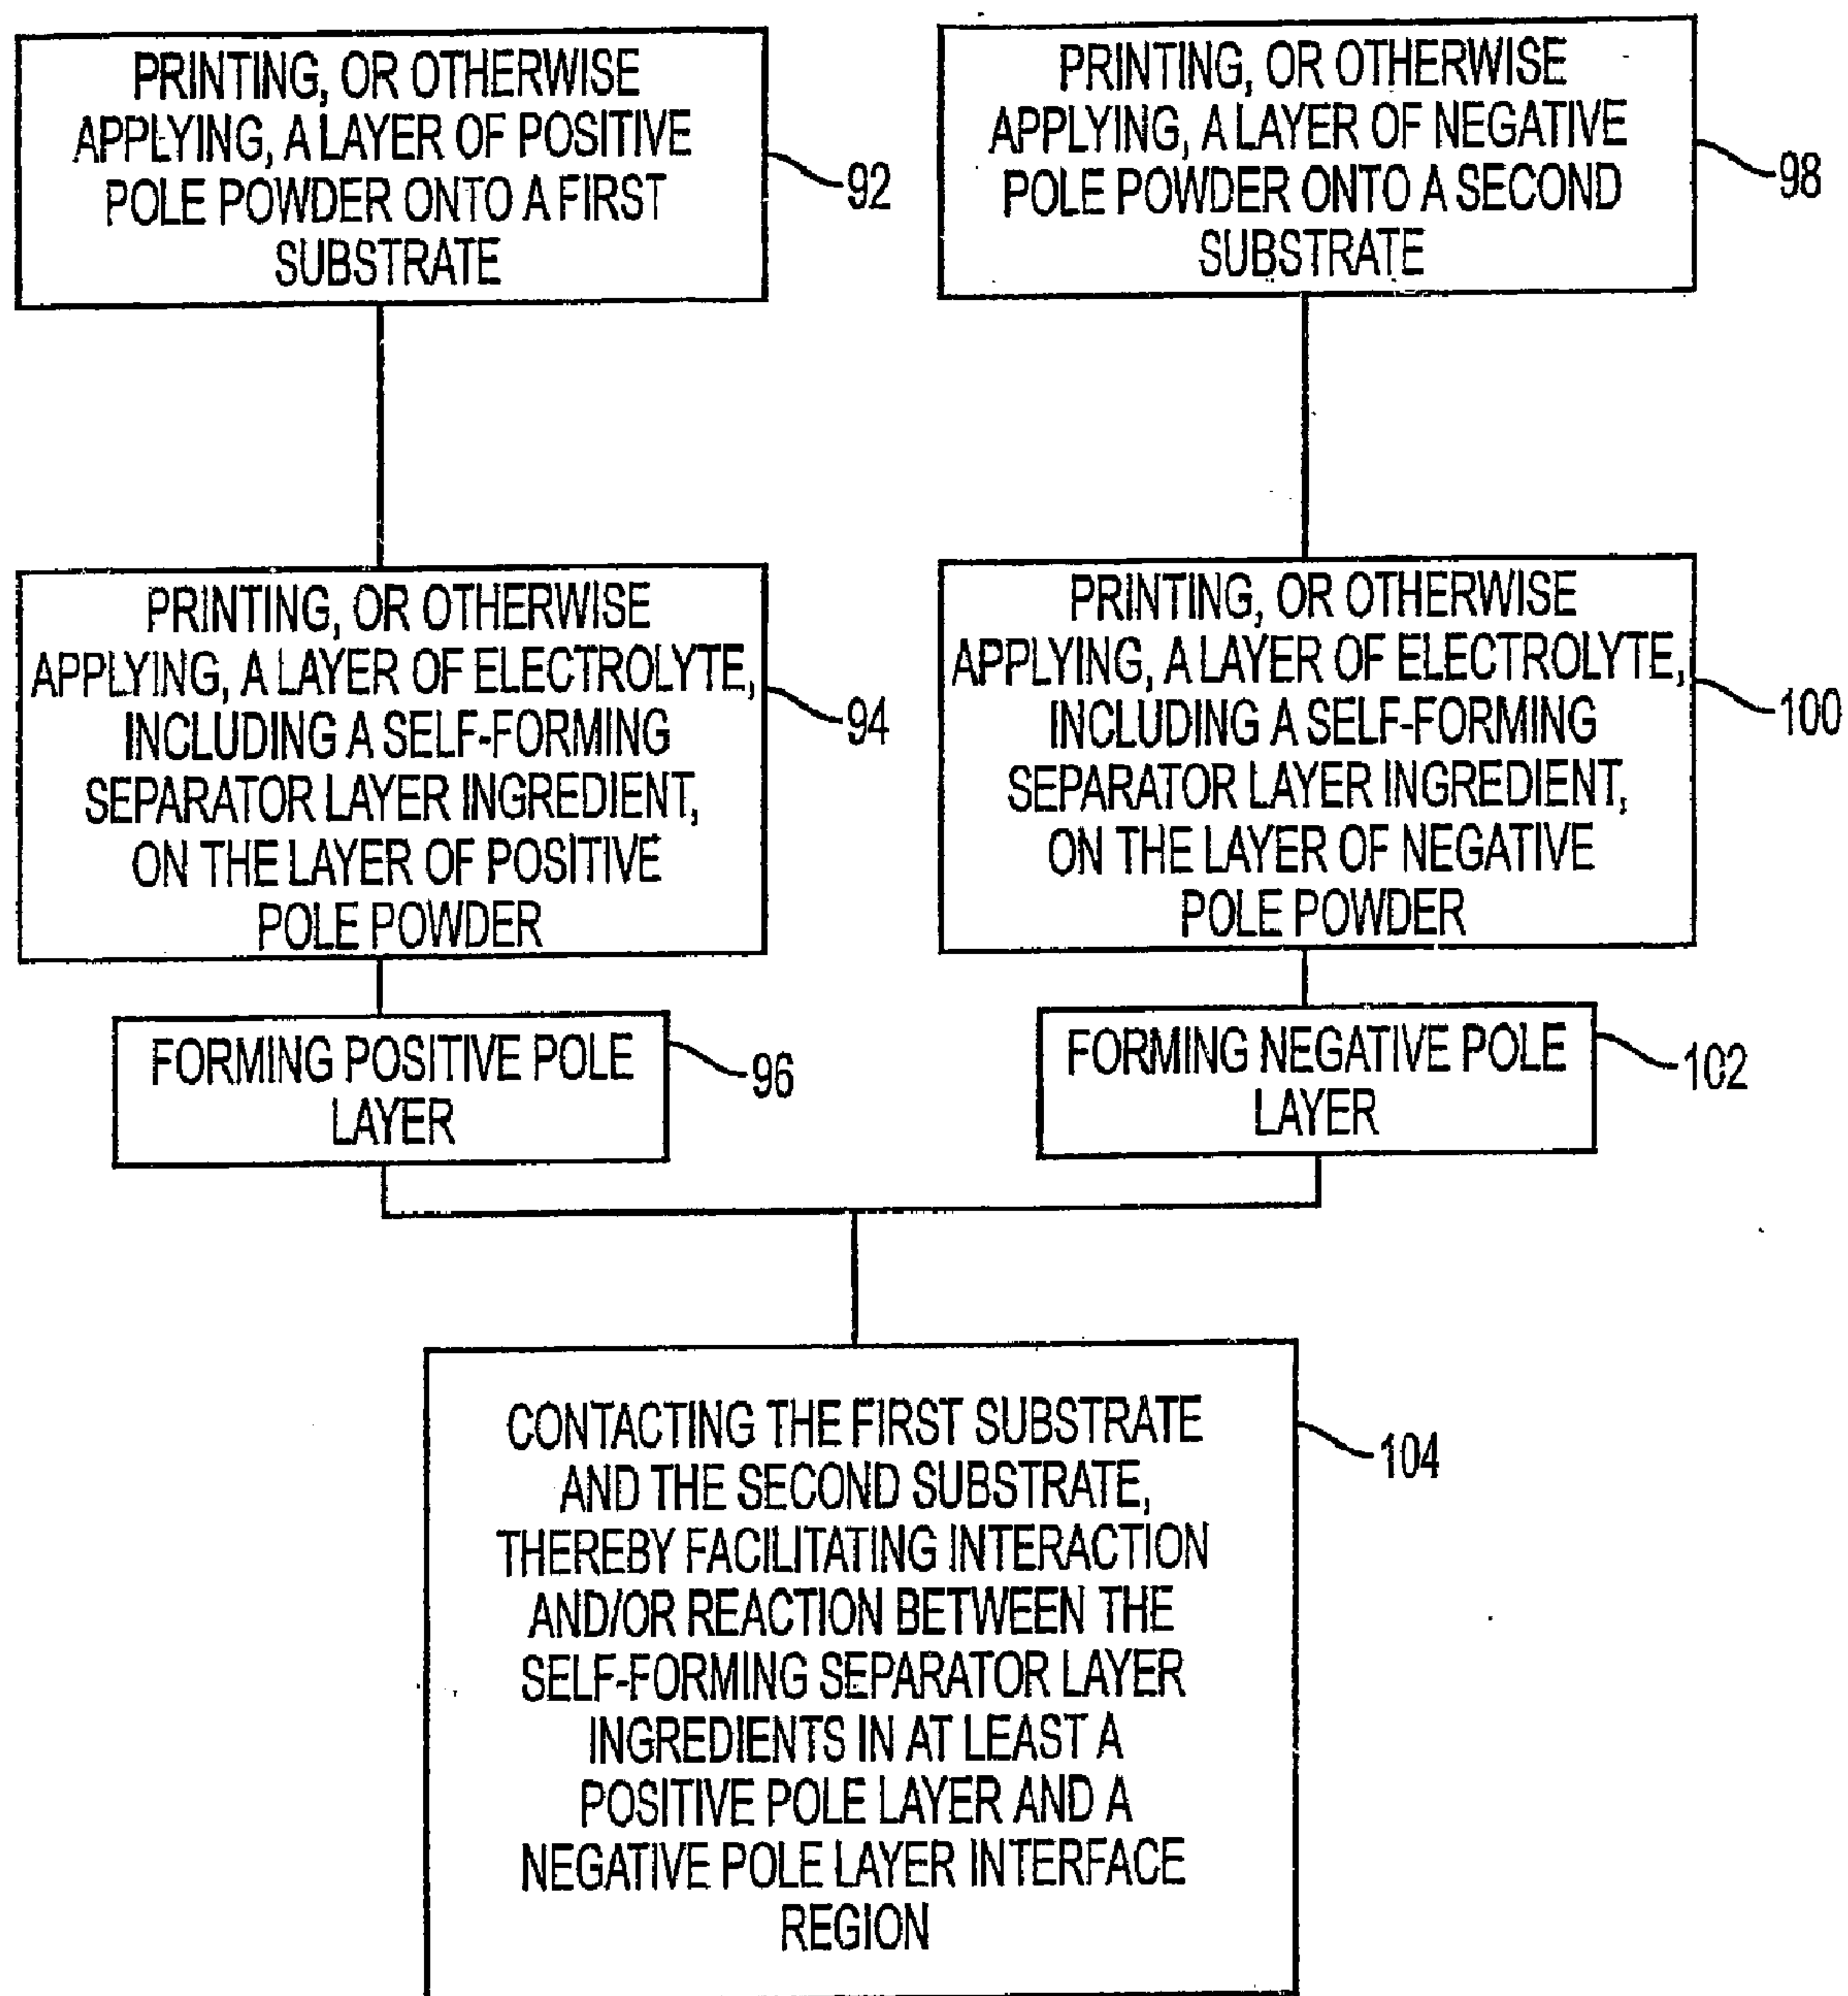 PRINTING, OR OTHERWISE
APPLYING, A LAYER OF POSITIVE
POLE POWDER ONTO A FIRST
SUBSTRATE
92
PRINTING, OR OTHERWISE
APPLYING, A LAYER OF NEGATIVE
POLE POWDER ONTO A SECOND
SUBSTRATE
98
PRINTING, OR OTHERWISE
APPLYING, A LAYER OF ELECTROLYTE,
INCLUDING A SELF-FORMING
SEPARATOR LAYER INGREDIENT,
ON THE LAYER OF POSITIVE
POLE POWDER
94
PRINTING, OR OTHERWISE
APPLYING, A LAYER OF ELECTROLYTE,
INCLUDING A SELF-FORMING
SEPARATOR LAYER INGREDIENT,
ON THE LAYER OF NEGATIVE
POLE POWDER
100
FORMING POSITIVE POLE
LAYER
96
FORMING NEGATIVE POLE
LAYER
102
CONTACTING THE FIRST SUBSTRATE
AND THE SECOND SUBSTRATE,
THEREBY FACILITATING INTERACTION
AND/OR REACTION BETWEEN THE
SELF-FORMING SEPARATOR LAYER
INGREDIENTS IN AT LEAST A
POSITIVE POLE LAYER AND A
NEGATIVE POLE LAYER INTERFACE
REGION
104